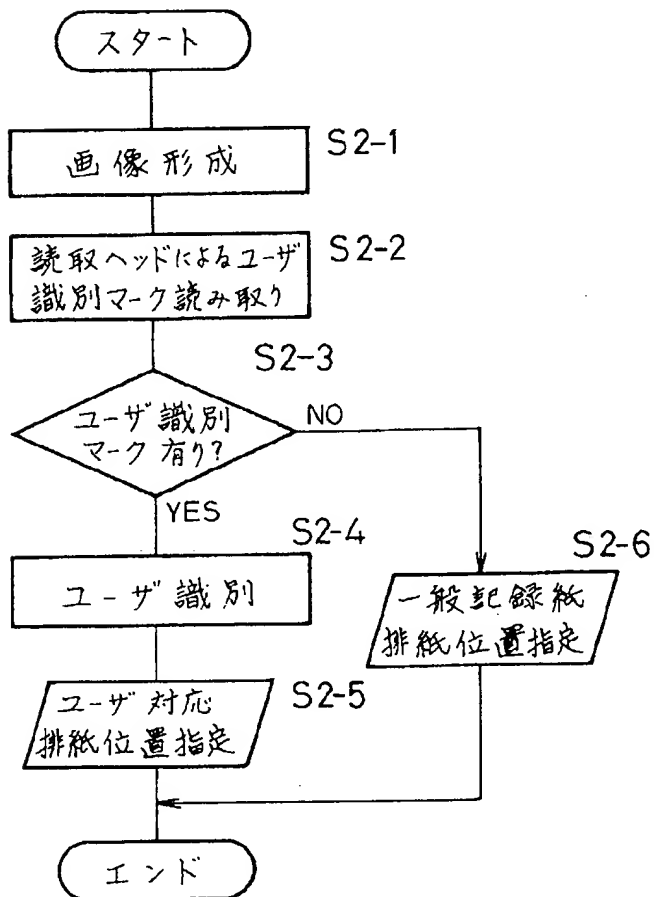 スタート
S2-1
画像形成
S2-2
読取ヘッドによるユーザ
識別マーク読み取り
S2-3
ユーザ識別
マーク有り?
NO
YES
S2-4
ユーザ識別
S2-6
一般記録紙
排紙位置指定
S2-5
ユーザ対応
排紙位置指定
エンド